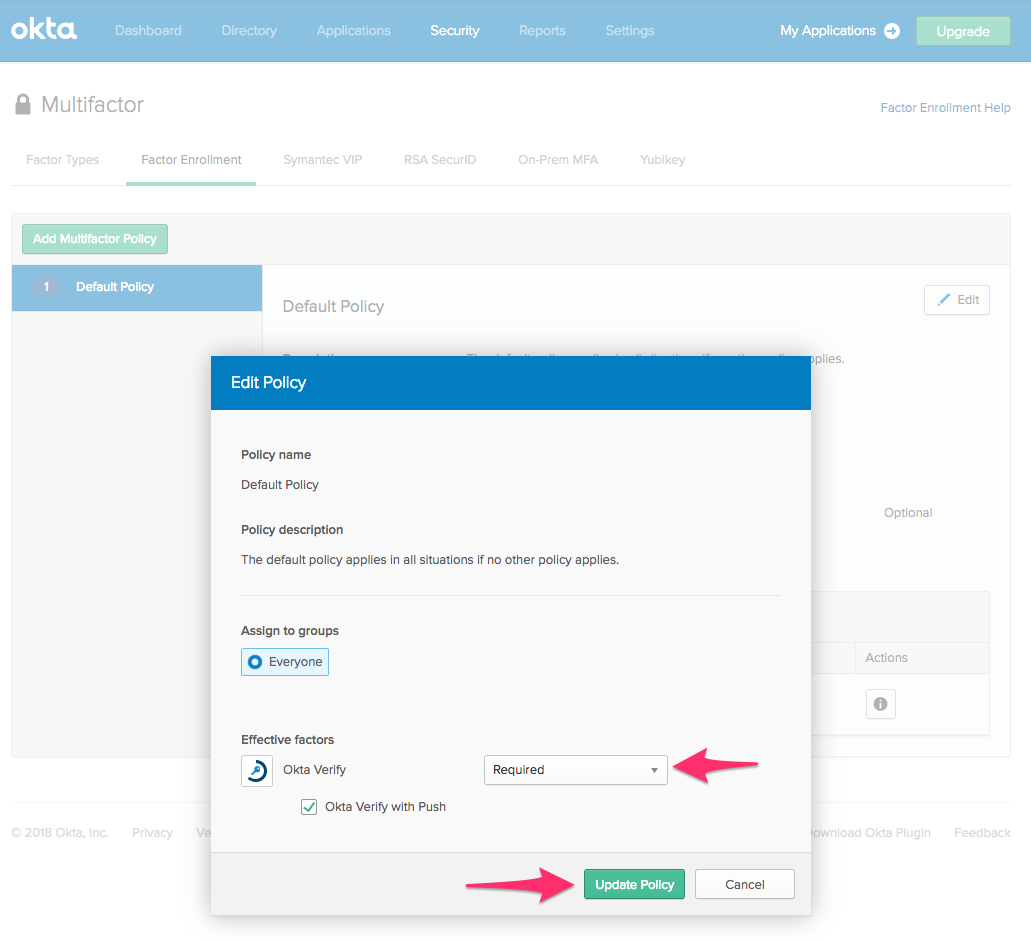 okta Dashboard Directory Applications Security Reports Settings My Applications Upgrade
Multifactor
Factor Enrollment Help
Factor Types Factor Enrollment Symantec VIP RSA SecurID On-Prem MFA Yubikey
Add Multifactor Policy
1 Default Policy
Default Policy
Edit
Edit Policy
Policy name
Default Policy
Policy description
The default policy applies in all situations if no other policy applies.
Optional
Assign to groups
Everyone
Actions
Effective factors
Okta Verify Required
Okta Verify with Push
© 2018 Okta, Inc. Privacy Download Okta Plugin Feedback
Update Policy Cancel